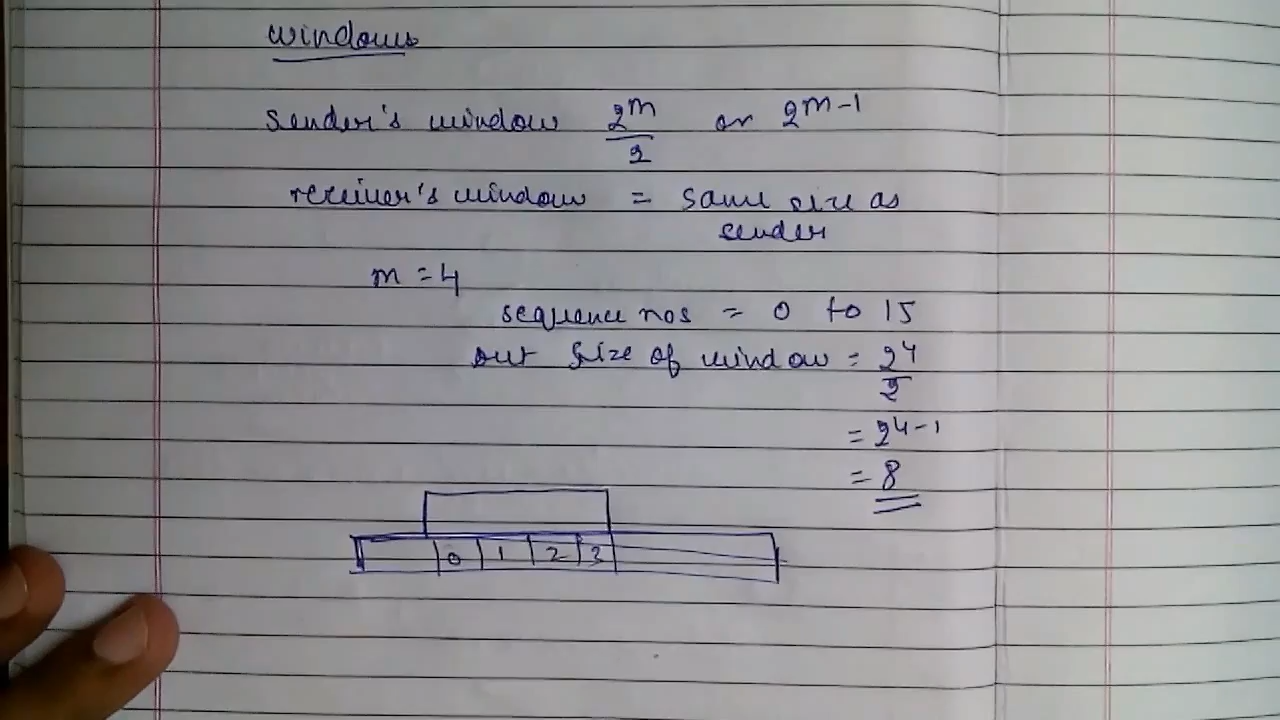 windows
Sender's window 2^m/2 or 2^m-1
receiver's window = same size as
sender
m = 4
sequence nos = 0 to 15
but size of window = 2^4/2
= 2^4-1
= 8
0 1 2 3